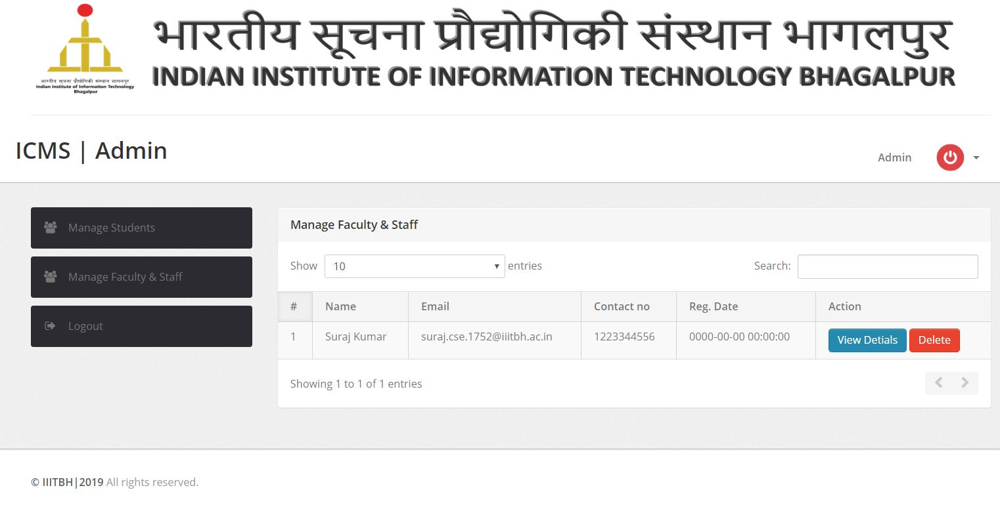 भारतीय सूचना प्रौद्योगिकी संस्थान भागलपुर
Indian Institute of Information Technology
Bhagalpur
भारतीय सूचना प्रौद्योगिकी संस्थान भागलपुर
INDIAN INSTITUTE OF INFORMATION TECHNOLOGY BHAGALPUR
ICMS | Admin
Admin
Manage Students
Manage Faculty & Staff
Logout
Manage Faculty & Staff
Show 10 entries Search:
# Name Email Contact no Reg. Date Action
1 Suraj Kumar suraj.cse.1752@iiitbh.ac.in 1223344556 0000-00-00 00:00:00 View Detials Delete
Showing 1 to 1 of 1 entries
© IIITBH|2019 All rights reserved.